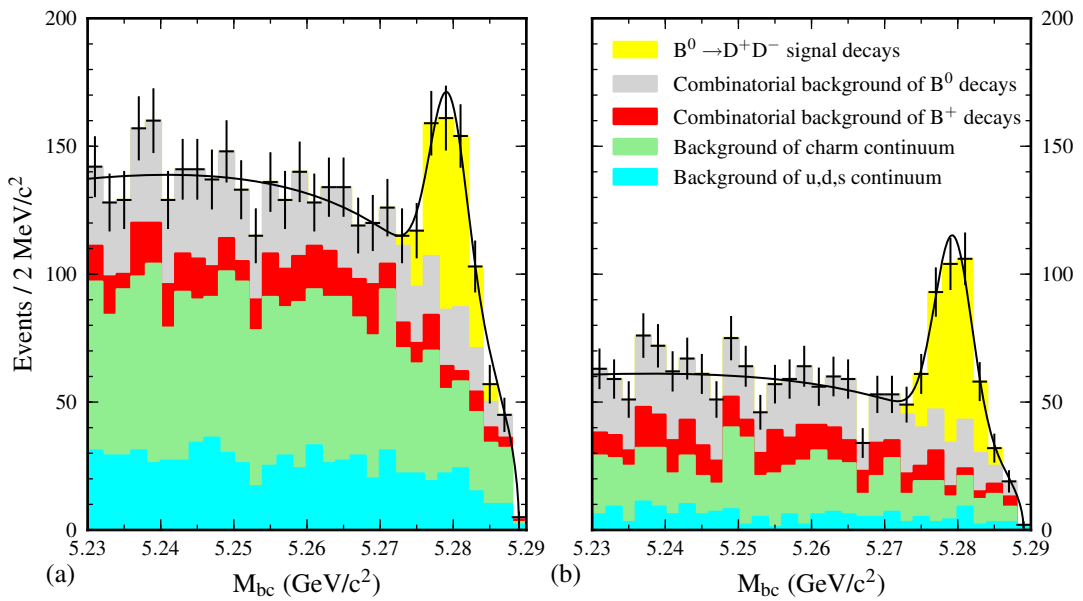 200
150
100
50
0
Events / 2 MeV/c²
5.23
5.24
5.25
5.26
5.27
5.28
5.29
(a)
M_bc (GeV/c²)
B⁰ →D⁺D⁻ signal decays
Combinatorial background of B⁰ decays
Combinatorial background of B⁺ decays
Background of charm continuum
Background of u,d,s continuum
200
150
100
50
0
5.23
5.24
5.25
5.26
5.27
5.28
5.29
(b)
M_bc (GeV/c²)